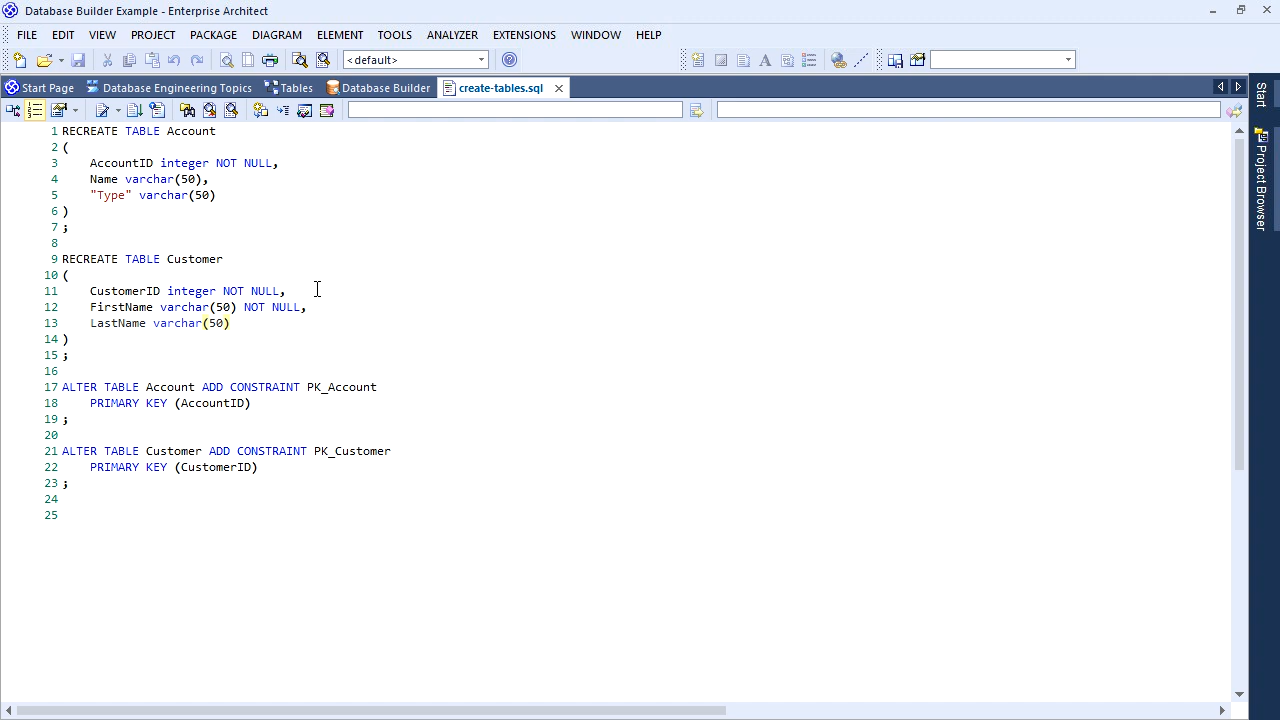 Database Builder Example - Enterprise Architect
FILE EDIT VIEW PROJECT PACKAGE DIAGRAM ELEMENT TOOLS ANALYZER EXTENSIONS WINDOW HELP
<default>
Start Page Database Engineering Topics Tables Database Builder create-tables.sql
1 RECREATE TABLE Account
2 (
3 AccountID integer NOT NULL,
4 Name varchar(50),
5 "Type" varchar(50)
6 )
7 ;
8
9 RECREATE TABLE Customer
10 (
11 CustomerID integer NOT NULL,
12 FirstName varchar(50) NOT NULL,
13 LastName varchar(50)
14 )
15 ;
16
17 ALTER TABLE Account ADD CONSTRAINT PK_Account
18 PRIMARY KEY (AccountID)
19 ;
20
21 ALTER TABLE Customer ADD CONSTRAINT PK_Customer
22 PRIMARY KEY (CustomerID)
23 ;
24
25
Start
Project Browser